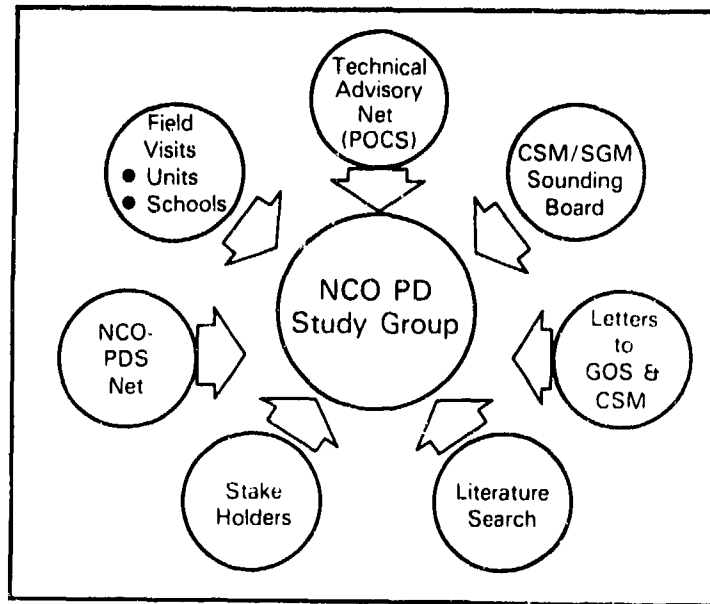 Technical
Advisory
Net
(POCS)
Field
Visits
● Units
● Schools
CSM/SGM
Sounding
Board
NCO PD
Study Group
NCO-
PDS
Net
Letters
to
GOS &
CSM
Stake
Holders
Literature
Search